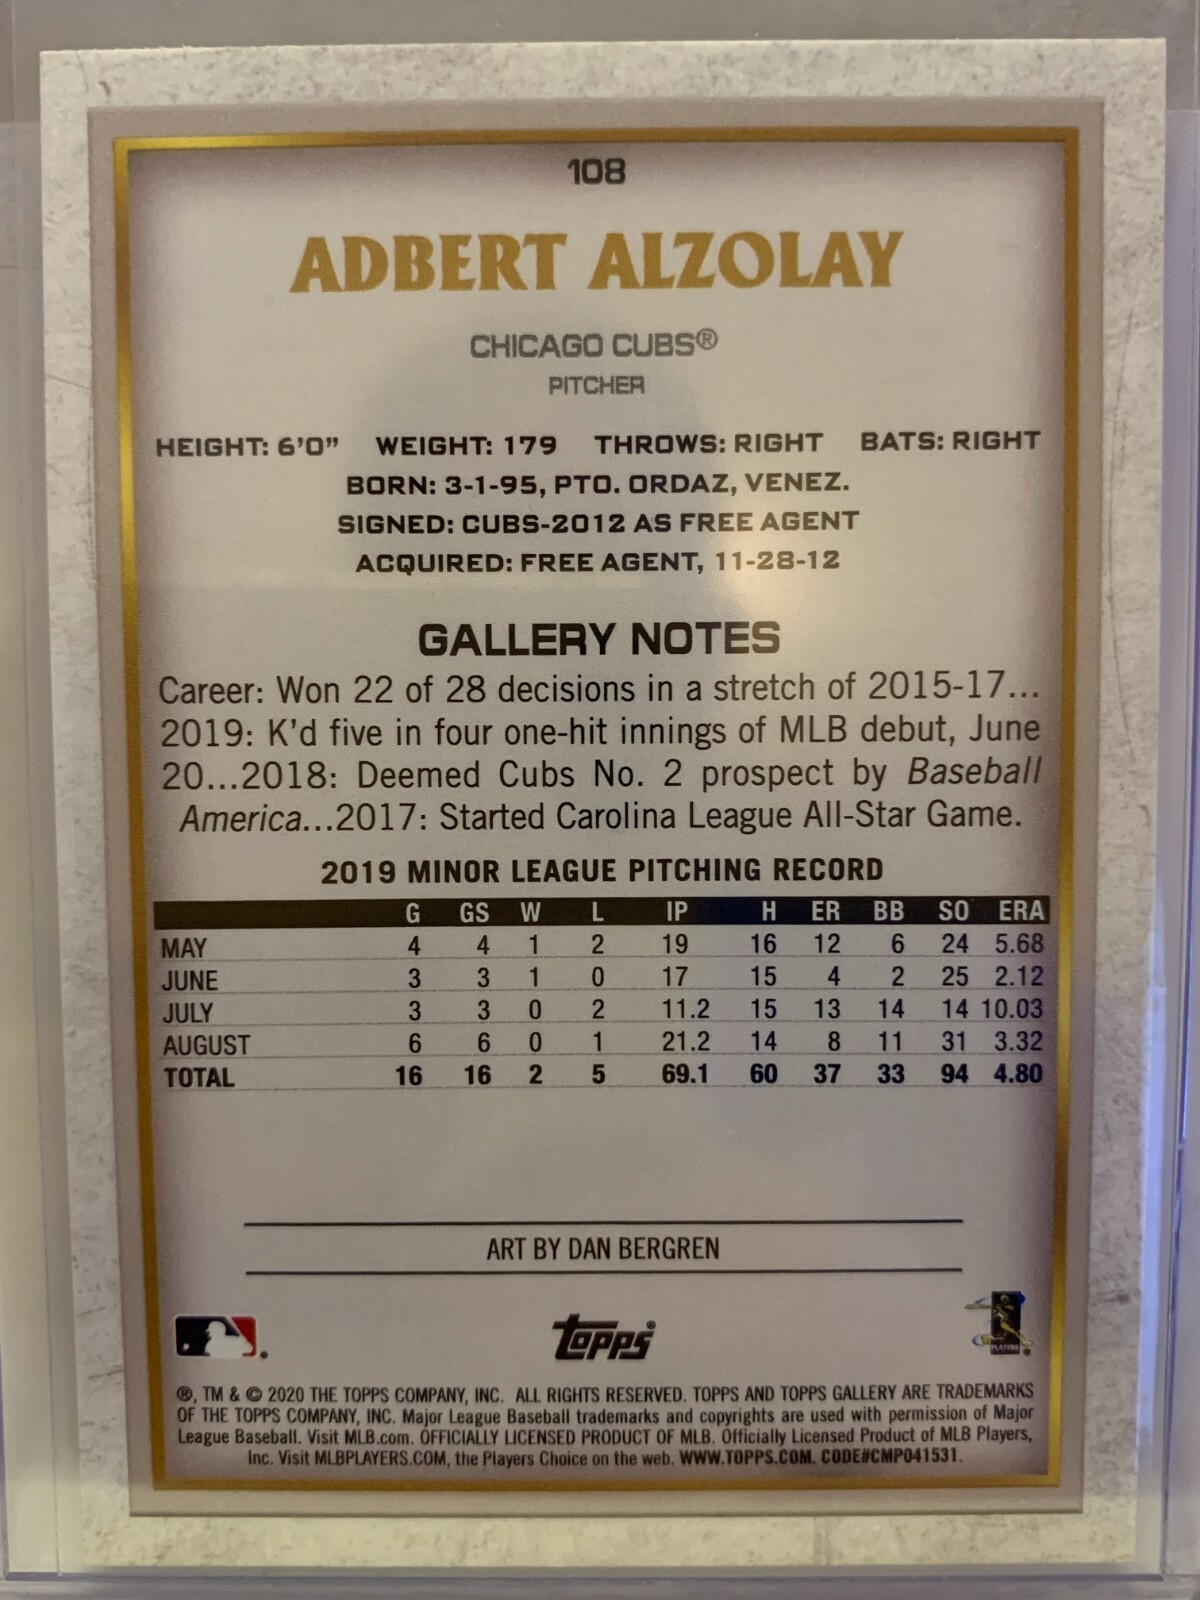 108
ADBERT ALZOLAY
CHICAGO CUBS®
PITCHER
HEIGHT: 6'0" WEIGHT: 179 THROWS: RIGHT BATS: RIGHT
BORN: 3-1-95, PTO. ORDAZ, VENEZ.
SIGNED: CUBS-2012 AS FREE AGENT
ACQUIRED: FREE AGENT, 11-28-12
GALLERY NOTES
Career: Won 22 of 28 decisions in a stretch of 2015-17...
2019: K'd five in four one-hit innings of MLB debut, June
20...2018: Deemed Cubs No. 2 prospect by Baseball
America...2017: Started Carolina League All-Star Game.
2019 MINOR LEAGUE PITCHING RECORD
G GS W L IP H ER BB SO ERA
MAY 4 4 1 2 19 16 12 6 24 5.68
JUNE 3 3 1 0 17 15 4 2 25 2.12
JULY 3 3 0 2 11.2 15 13 14 14 10.03
AUGUST 6 6 0 1 21.2 14 8 11 31 3.32
TOTAL 16 16 2 5 69.1 60 37 33 94 4.80
ART BY DAN BERGREN
topps
PLAYERS
®, TM & © 2020 THE TOPPS COMPANY, INC. ALL RIGHTS RESERVED. TOPPS AND TOPPS GALLERY ARE TRADEMARKS
OF THE TOPPS COMPANY, INC. Major League Baseball trademarks and copyrights are used with permission of Major
League Baseball. Visit MLB.com. OFFICIALLY LICENSED PRODUCT OF MLB. Officially Licensed Product of MLB Players,
Inc. Visit MLBPLAYERS.COM, the Players Choice on the web. WWW.TOPPS.COM. CODE#CMP041531.